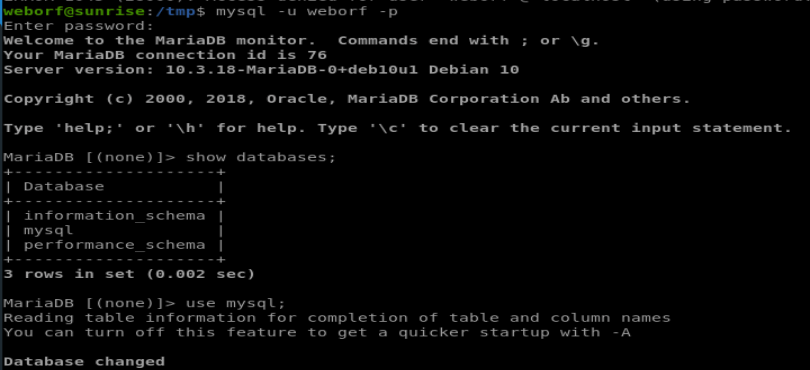 weborf@sunrise:/tmp$ mysql -u weborf -p
Enter password:
Welcome to the MariaDB monitor.  Commands end with ; or \g.
Your MariaDB connection id is 76
Server version: 10.3.18-MariaDB-0+deb10u1 Debian 10

Copyright (c) 2000, 2018, Oracle, MariaDB Corporation Ab and others.

Type 'help;' or '\h' for help. Type '\c' to clear the current input statement.

MariaDB [(none)]> show databases;
+--------------------+
| Database           |
+--------------------+
| information_schema |
| mysql              |
| performance_schema |
+--------------------+
3 rows in set (0.002 sec)

MariaDB [(none)]> use mysql;
Reading table information for completion of table and column names
You can turn off this feature to get a quicker startup with -A

Database changed